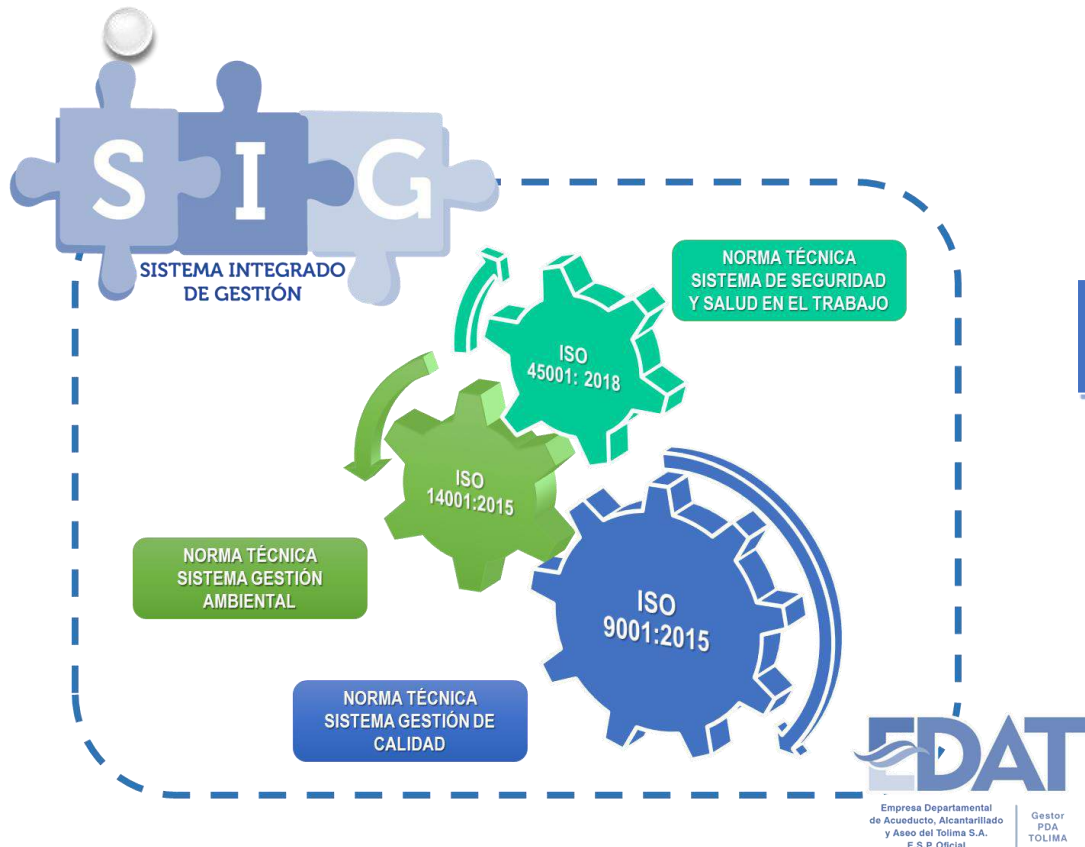 SIG
SISTEMA INTEGRADO
DE GESTIÓN
NORMA TÉCNICA
SISTEMA DE SEGURIDAD
Y SALUD EN EL TRABAJO
ISO
45001: 2018
ISO
14001:2015
NORMA TÉCNICA
SISTEMA GESTIÓN
AMBIENTAL
ISO
9001:2015
NORMA TÉCNICA
SISTEMA GESTIÓN DE
CALIDAD
EDAT
Empresa Departamental
de Acueducto, Alcantarillado
y Aseo del Tolima S.A.
E.S.P. Oficial
Gestor
PDA
TOLIMA